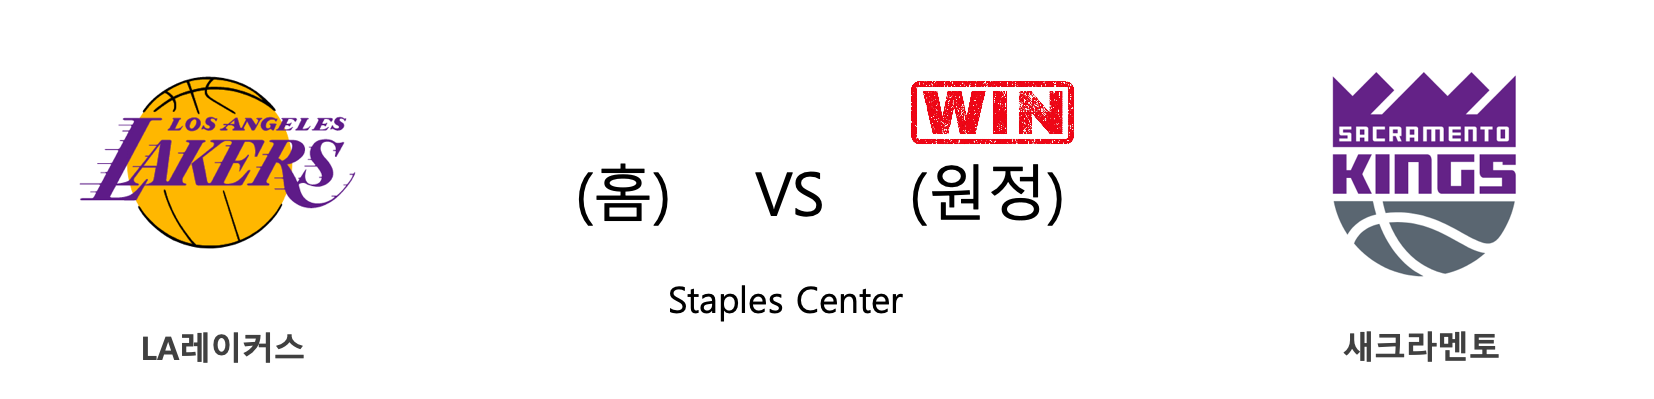 LOS ANGELES
LAKERS
WIN
SACRAMENTO
KINGS
(홈) VS (원정)
Staples Center
LA레이커스
새크라멘토